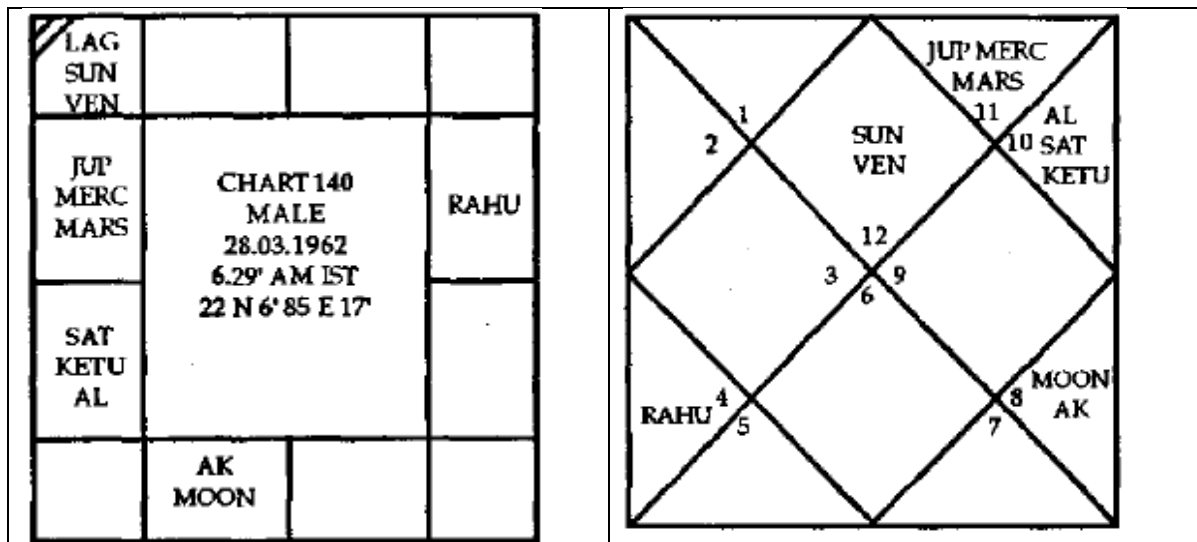 LAG
SUN
VEN
JUP
MERC
MARS
CHART 140
MALE
28.03.1962
6.29' AM IST
22 N 6' 85 E 17'
RAHU
SAT
KETU
AL
AK
MOON
JUP MERC
MARS
11
AL
10 SAT
KETU
1
2
SUN
VEN
12
3 9
6
4
RAHU
5
8 MOON
AK
7